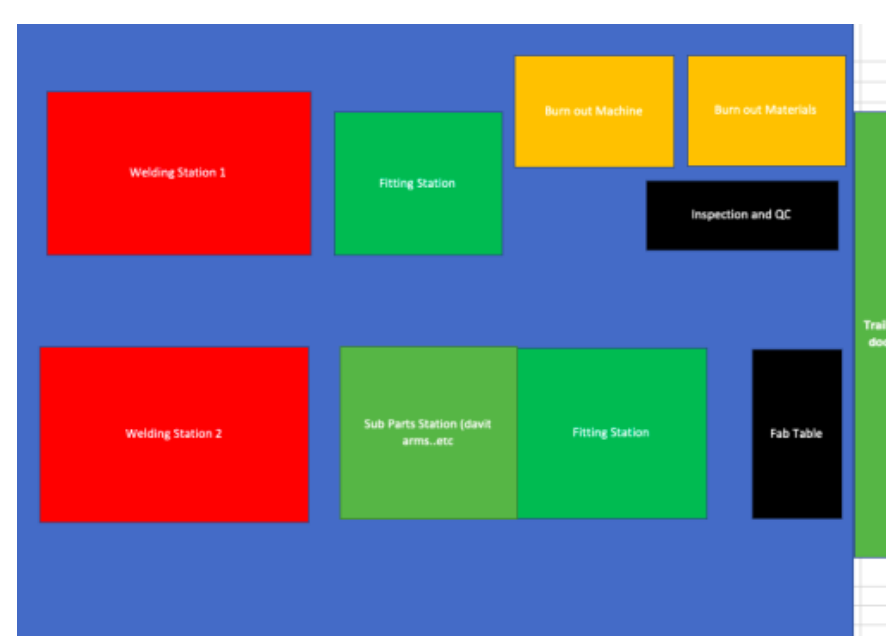 Burn out Machine
Burn out Materials
Welding Station 1
Fitting Station
Inspection and QC
Welding Station 2
Sub Parts Station (davit
arms..etc
Fitting Station
Fab Table